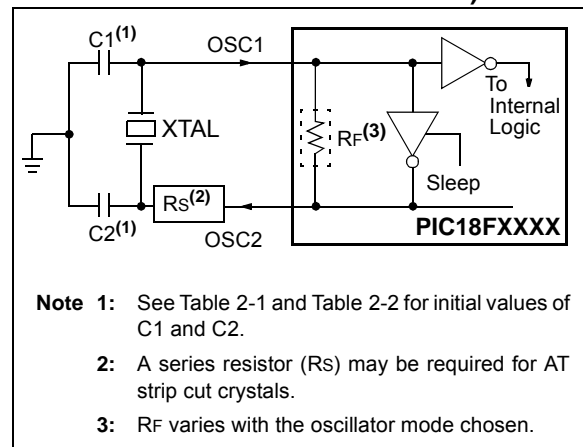 C1(1)
OSC1
To
Internal
Logic
XTAL
RF(3)
Sleep
RS(2)
C2(1)
OSC2
PIC18FXXXX
Note 1: See Table 2-1 and Table 2-2 for initial values of
C1 and C2.
2: A series resistor (RS) may be required for AT
strip cut crystals.
3: RF varies with the oscillator mode chosen.